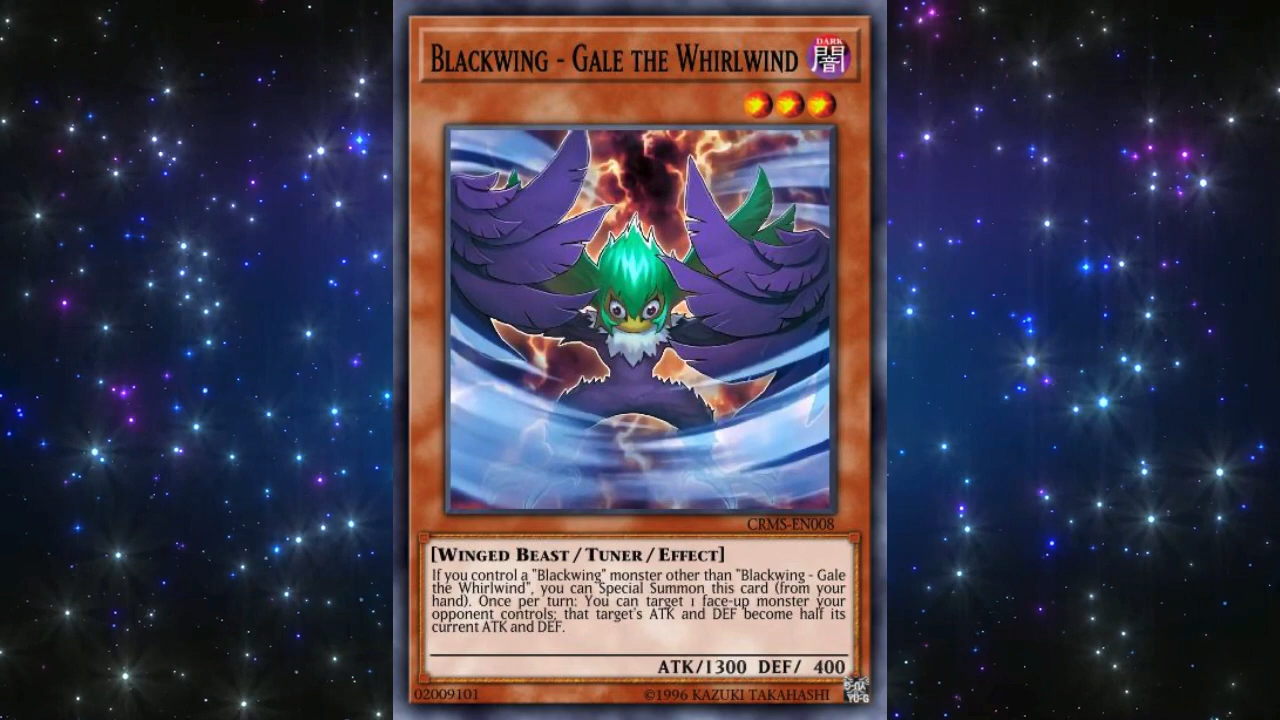 BLACKWING - GALE THE WHIRLWIND
DARK
闇
CRMS-EN008
[WINGED BEAST / TUNER / EFFECT]
If you control a "Blackwing" monster other than "Blackwing - Gale
the Whirlwind", you can Special Summon this card (from your
hand). Once per turn: You can target 1 face-up monster your
opponent controls; that target's ATK and DEF become half its
current ATK and DEF.
ATK/1300 DEF/ 400
02009101
©1996 KAZUKI TAKAHASHI